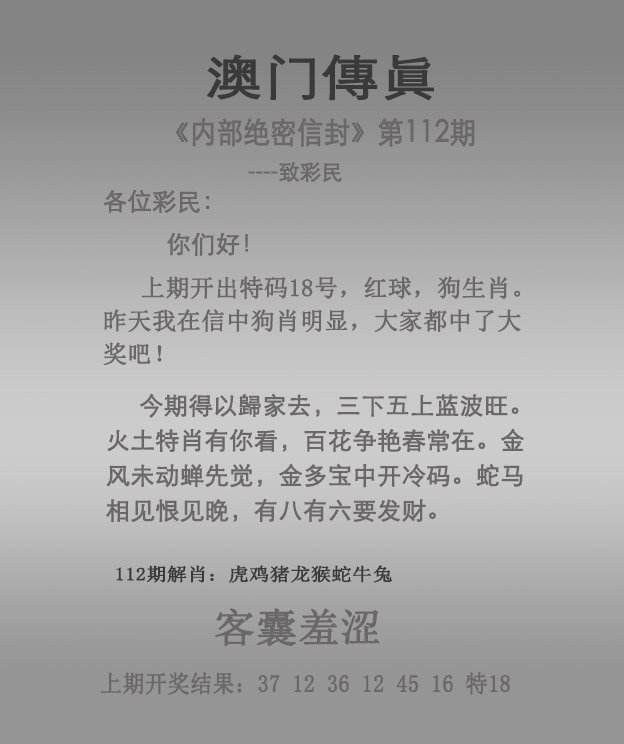 澳门傳眞
《内部绝密信封》第112期
----致彩民
各位彩民：
你们好！
上期开出特码18号，红球，狗生肖。
昨天我在信中狗肖明显，大家都中了大
奖吧！
今期得以歸家去，三下五上蓝波旺。
火土特肖有你看，百花争艳春常在。金
风未动蝉先觉，金多宝中开冷码。蛇马
相见恨见晚，有八有六要发财。
112期解肖：虎鸡猪龙猴蛇牛兔
客囊羞涩
上期开奖结果：37 12 36 12 45 16 特18